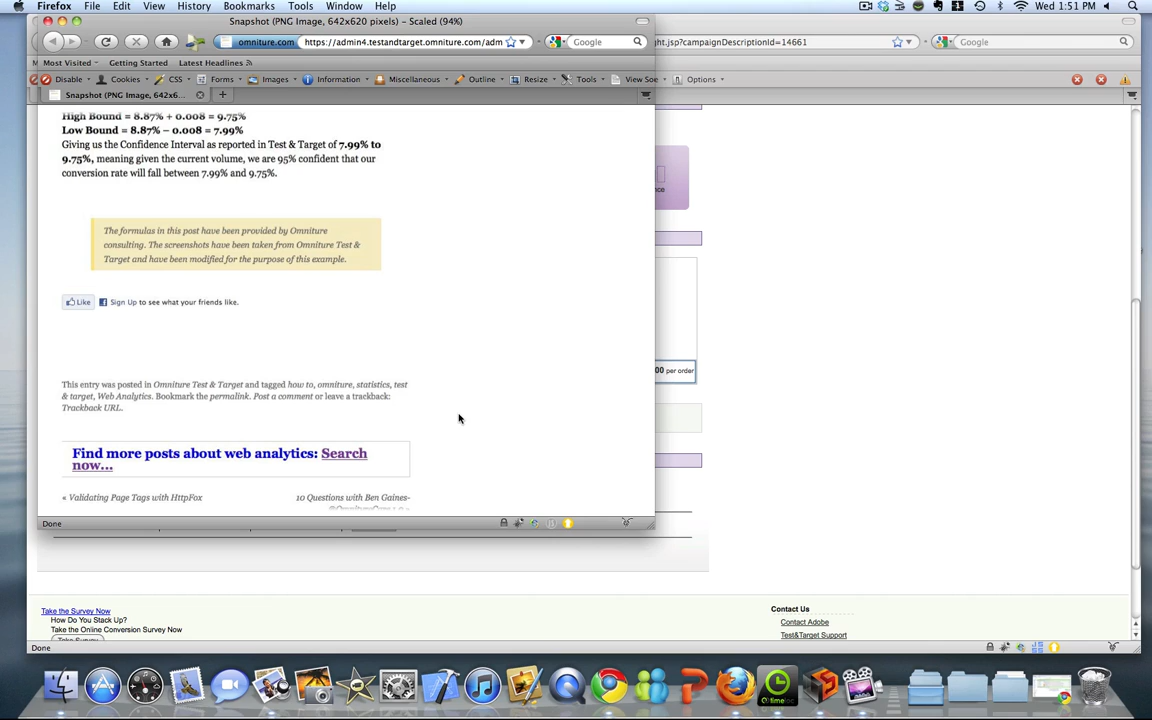 Firefox File Edit View History Bookmarks Tools Window Help Wed 1:51 PM
Snapshot (PNG Image, 642x620 pixels) - Scaled (94%)
omniture.com https://admin4.testandtarget.omniture.com/adm Google ght.jsp?campaignDescriptionId=14661 Google
Most Visited Getting Started Latest Headlines
Disable Cookies CSS Forms Images Information Miscellaneous Outline Resize Tools View Soe Options
Snapshot (PNG Image, 642x6...
High Bound = 8.87% + 0.008 = 9.75%
Low Bound = 8.87% – 0.008 = 7.99%
Giving us the Confidence Interval as reported in Test & Target of 7.99% to
9.75%, meaning given the current volume, we are 95% confident that our
conversion rate will fall between 7.99% and 9.75%.
nce
The formulas in this post have been provided by Omniture
consulting. The screenshots have been taken from Omniture Test &
Target and have been modified for the purpose of this example.
Like Sign Up to see what your friends like.
00 per order
This entry was posted in Omniture Test & Target and tagged how to, omniture, statistics, test
& target, Web Analytics. Bookmark the permalink. Post a comment or leave a trackback:
Trackback URL.
Find more posts about web analytics: Search
now...
« Validating Page Tags with HttpFox 10 Questions with Ben Gaines-
Done
Take the Survey Now
How Do You Stack Up?
Take the Online Conversion Survey Now
Take Survey
Contact Us
Contact Adobe
Test&Target Support
Done